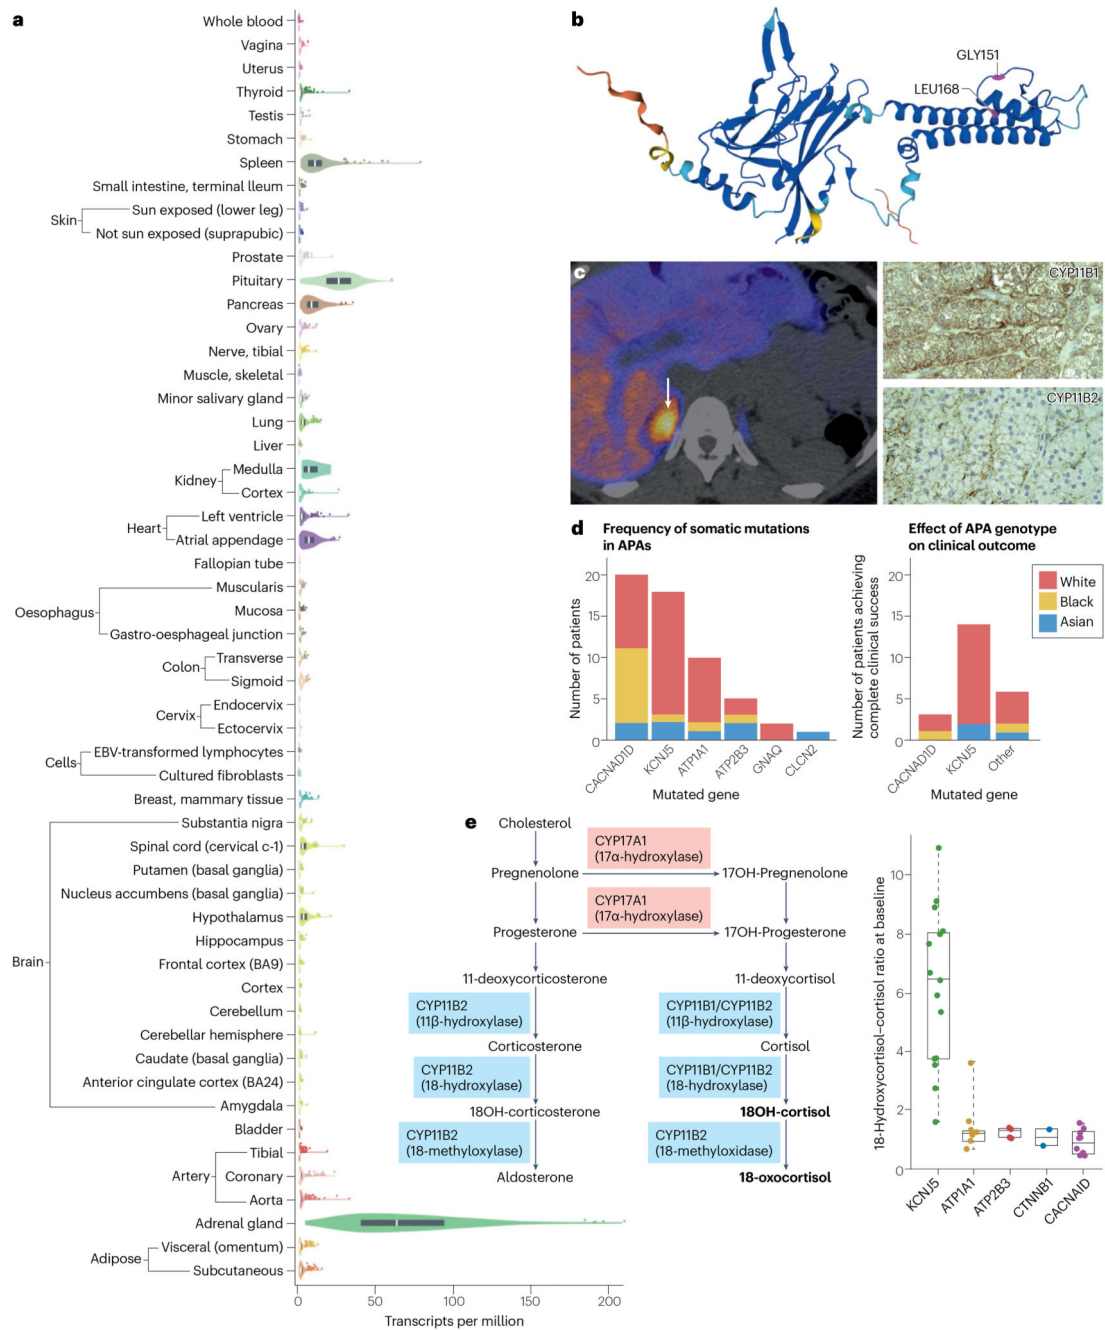 a
Whole blood
Vagina
Uterus
Thyroid
Testis
Stomach
Spleen
Small intestine, terminal Ileum
Skin
Sun exposed (lower leg)
Not sun exposed (suprapubic)
Prostate
Pituitary
Pancreas
Ovary
Nerve, tibial
Muscle, skeletal
Minor salivary gland
Lung
Liver
Kidney
Medulla
Cortex
Heart
Left ventricle
Atrial appendage
Fallopian tube
Oesophagus
Muscularis
Mucosa
Gastro-oesphageal junction
Colon
Transverse
Sigmoid
Cervix
Endocervix
Ectocervix
Cells
EBV-transformed lymphocytes
Cultured fibroblasts
Breast, mammary tissue
Brain
Substantia nigra
Spinal cord (cervical c-1)
Putamen (basal ganglia)
Nucleus accumbens (basal ganglia)
Hypothalamus
Hippocampus
Frontal cortex (BA9)
Cortex
Cerebellum
Cerebellar hemisphere
Caudate (basal ganglia)
Anterior cingulate cortex (BA24)
Amygdala
Bladder
Artery
Tibial
Coronary
Aorta
Adrenal gland
Adipose
Visceral (omentum)
Subcutaneous
0 50 100 150 200
Transcripts per million
b
GLY151
LEU168
c
CYP11B1
CYP11B2
d
Frequency of somatic mutations
in APAs
Number of patients
20
15
10
5
0
CACNAD1D
KCNJ5
ATP1A1
ATP2B3
GNAQ
CLCN2
Mutated gene
Effect of APA genotype
on clinical outcome
Number of patients achieving
complete clinical success
20
15
10
5
0
CACNAD1D
KCNJ5
Other
Mutated gene
White
Black
Asian
e
Cholesterol
CYP17A1
(17α-hydroxylase)
Pregnenolone
17OH-Pregnenolone
CYP17A1
(17α-hydroxylase)
Progesterone
17OH-Progesterone
11-deoxycorticosterone
11-deoxycortisol
CYP11B2
(11β-hydroxylase)
CYP11B1/CYP11B2
(11β-hydroxylase)
Corticosterone
Cortisol
CYP11B2
(18-hydroxylase)
CYP11B1/CYP11B2
(18-hydroxylase)
18OH-corticosterone
18OH-cortisol
CYP11B2
(18-methyloxylase)
CYP11B2
(18-methyloxidase)
Aldosterone
18-oxocortisol
18-Hydroxycortisol–cortisol ratio at baseline
10
8
6
4
2
0
KCNJ5
ATP1A1
ATP2B3
CTNNB1
CACNAID